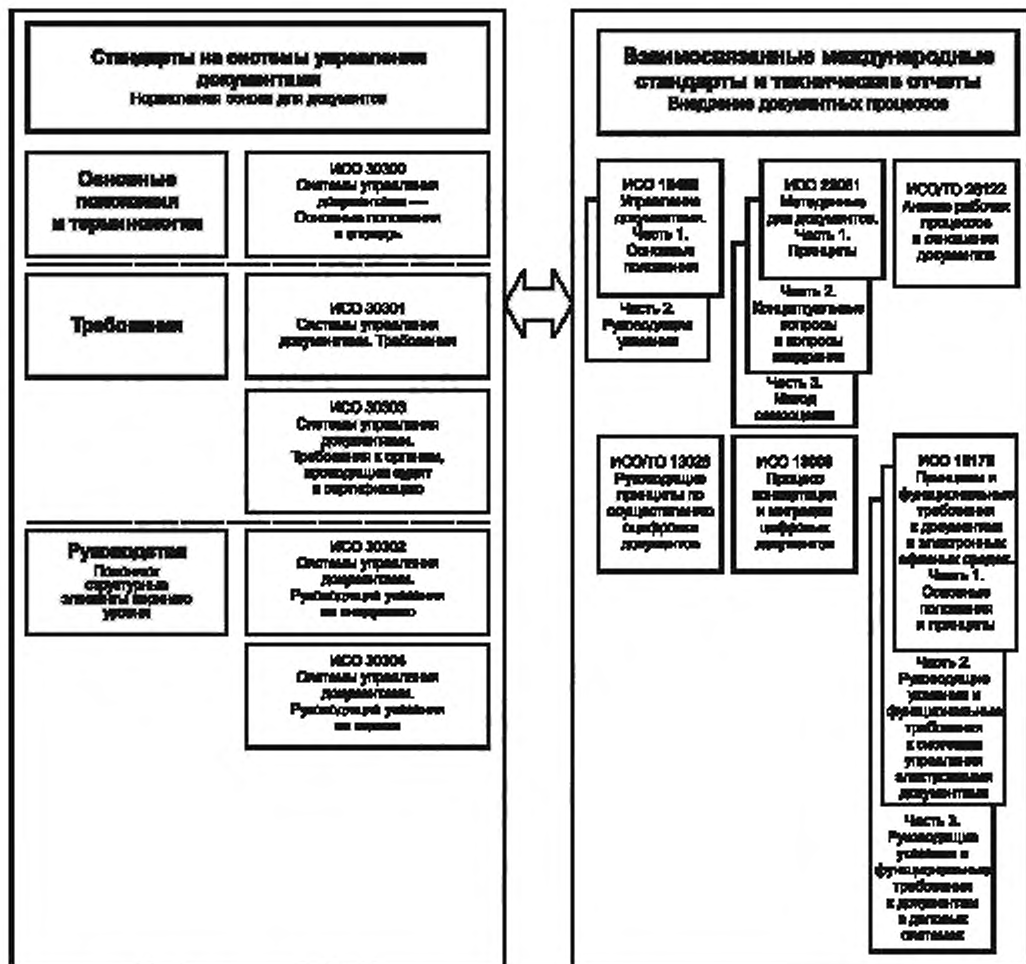 Стандарты на системы управления
документами
Нормативная основа для документов
Основные
положения
и терминология
ИСО 30300
Системы управления
документами —
Основные положения
и словарь
Требования
ИСО 30301
Системы управления
документами. Требования
ИСО 30303
Системы управления
документами.
Требования к органам,
проводящим аудит
и сертификацию
Руководства
структурные
элементы верхнего
уровня
ИСО 30302
Системы управления
документами.
Руководящие указания
по внедрению
ИСО 30304
Системы управления
документами.
Руководящие указания
по оценке
Взаимосвязанные международные
стандарты и технические отчеты
Внедрение документных процессов
ИСО 15489
Управление
документами.
Часть 1.
Основные
положения
Часть 2.
Руководящие
указания
ИСО 23081
Метаданные
для документов.
Часть 1.
Принципы
Часть 2.
Концептуальные
вопросы
и вопросы
внедрения
Часть 3.
Метод
самооценки
ИСО/ТО 26122
Анализ рабочих
процессов
в отношении
документов
ИСО/ТО 13028
Руководящие
принципы по
осуществлению
оцифровки
документов
ИСО 13008
Процесс
конвертации
и миграции
цифровых
документов
ИСО 16175
Принципы и
функциональные
требования
к документам
в электронных
офисных средах.
Часть 1.
Основные
положения
и принципы
Часть 2.
Руководящие
указания и
функциональные
требования
к системам
управления
электронными
документами
Часть 3.
Руководящие
указания и
функциональные
требования
к документам
в деловых
системах